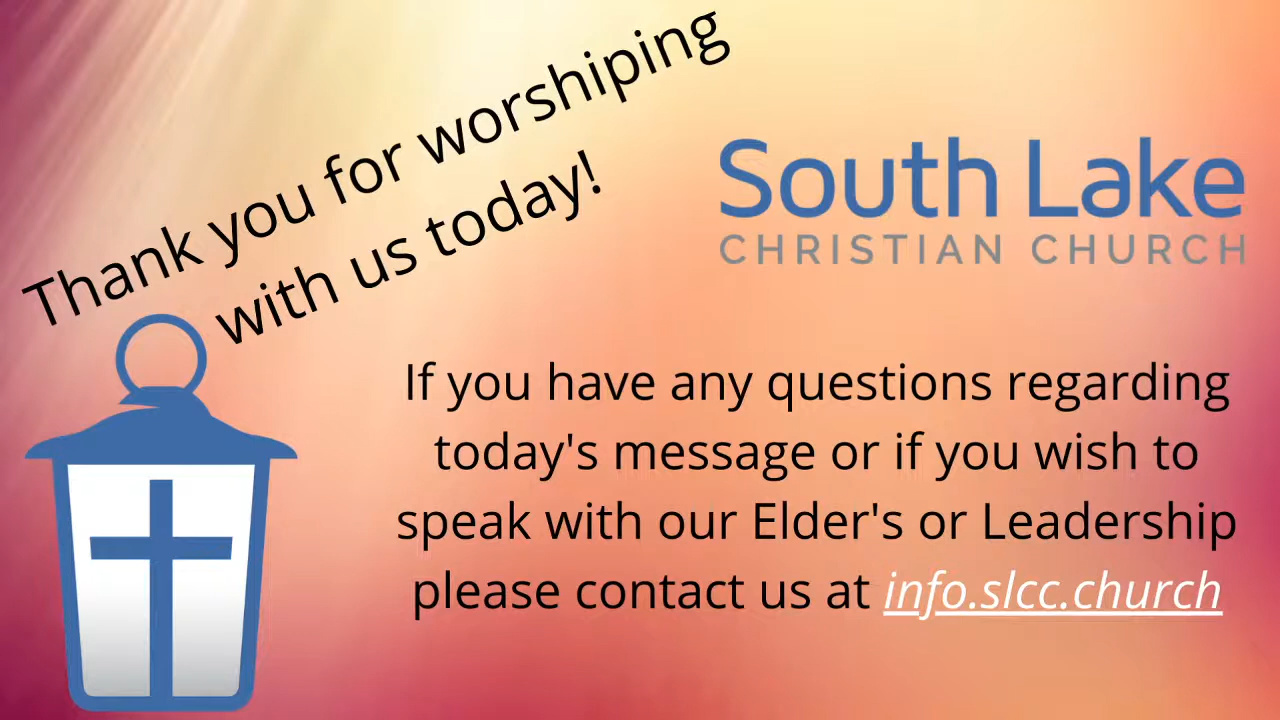 Thank you for worshiping
with us today!
South Lake
CHRISTIAN CHURCH
If you have any questions regarding
today's message or if you wish to
speak with our Elder's or Leadership
please contact us at info.slcc.church